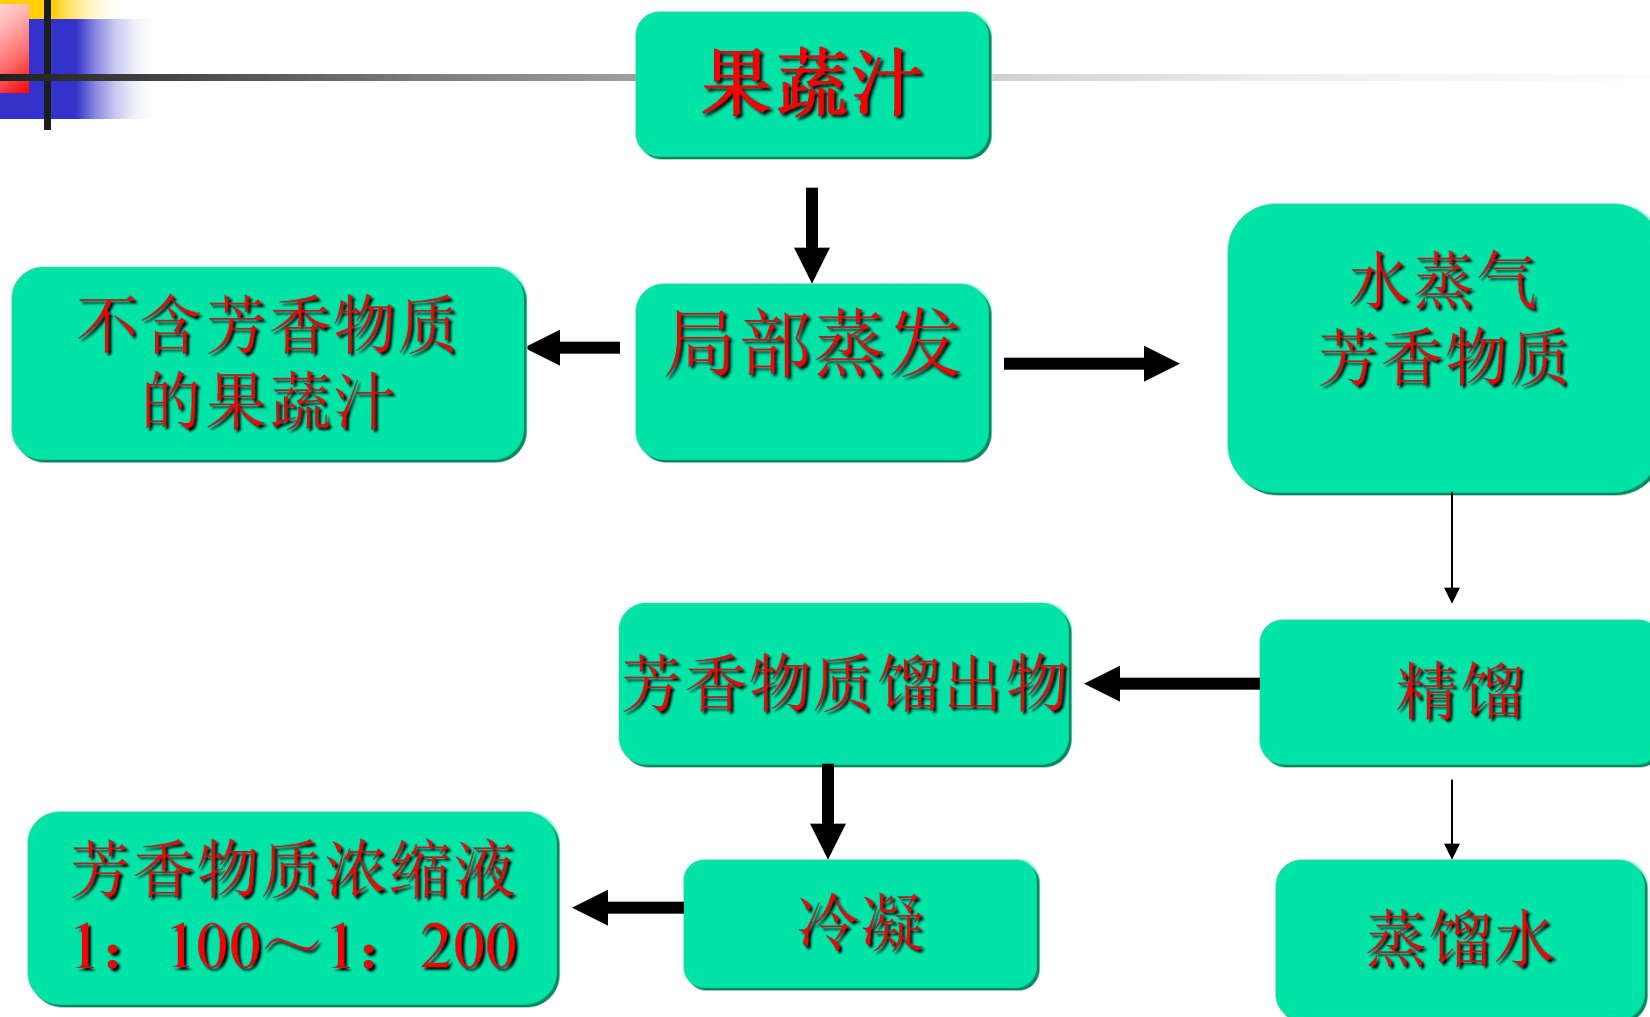 果蔬汁
不含芳香物质
的果蔬汁
局部蒸发
水蒸气
芳香物质
芳香物质馏出物
精馏
芳香物质浓缩液
1：100～1：200
冷凝
蒸馏水